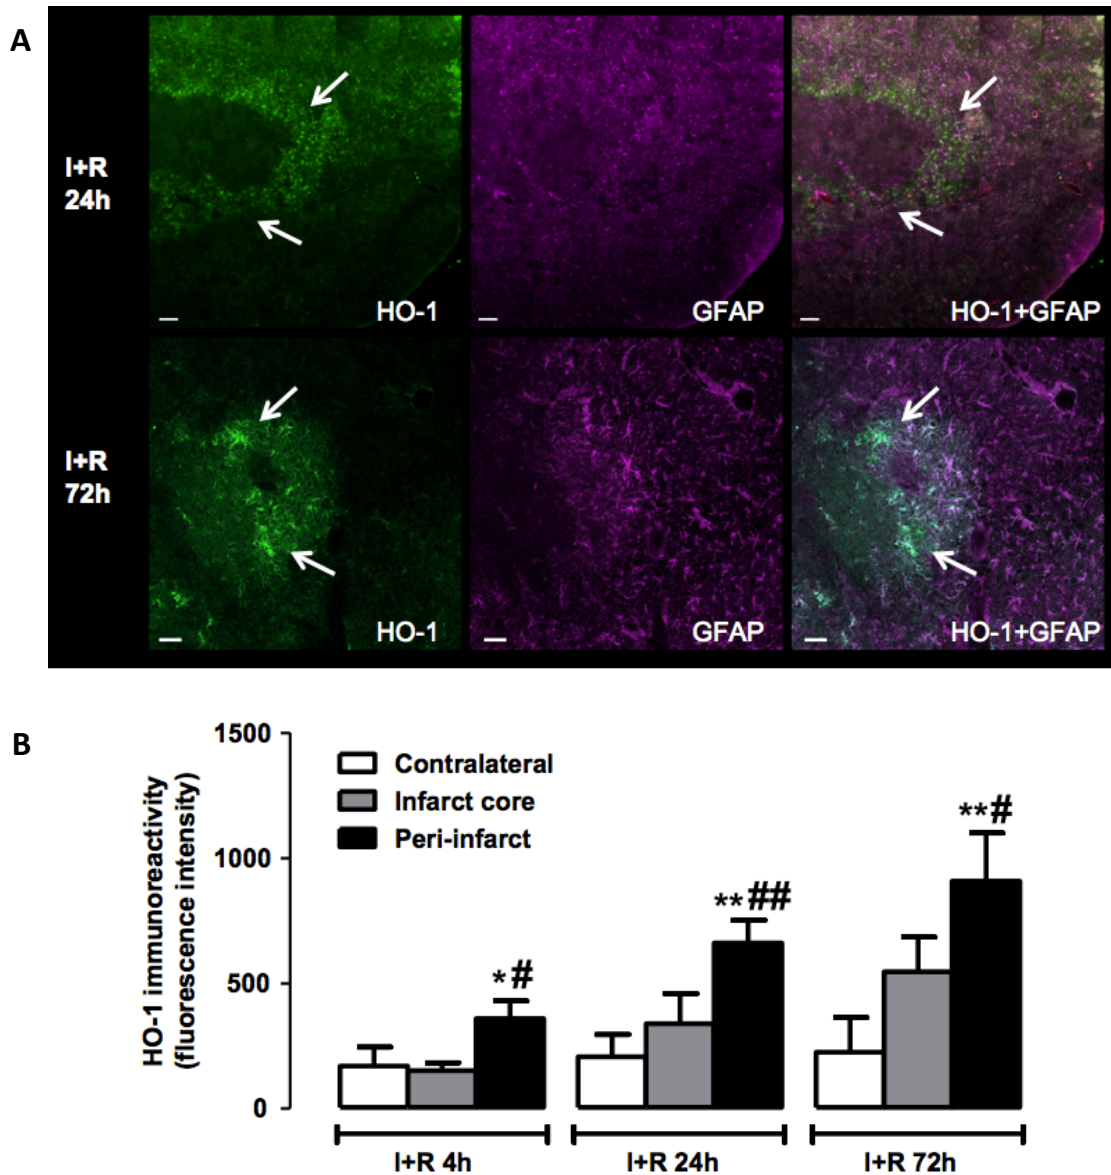 A
I+R
24h
HO-1
GFAP
HO-1+GFAP
I+R
72h
HO-1
GFAP
HO-1+GFAP
B
HO-1 immunoreactivity
(fluorescence intensity)
1500
1000
500
0
Contralateral
Infarct core
Peri-infarct
*#
**##
**#
I+R 4h
I+R 24h
I+R 72h